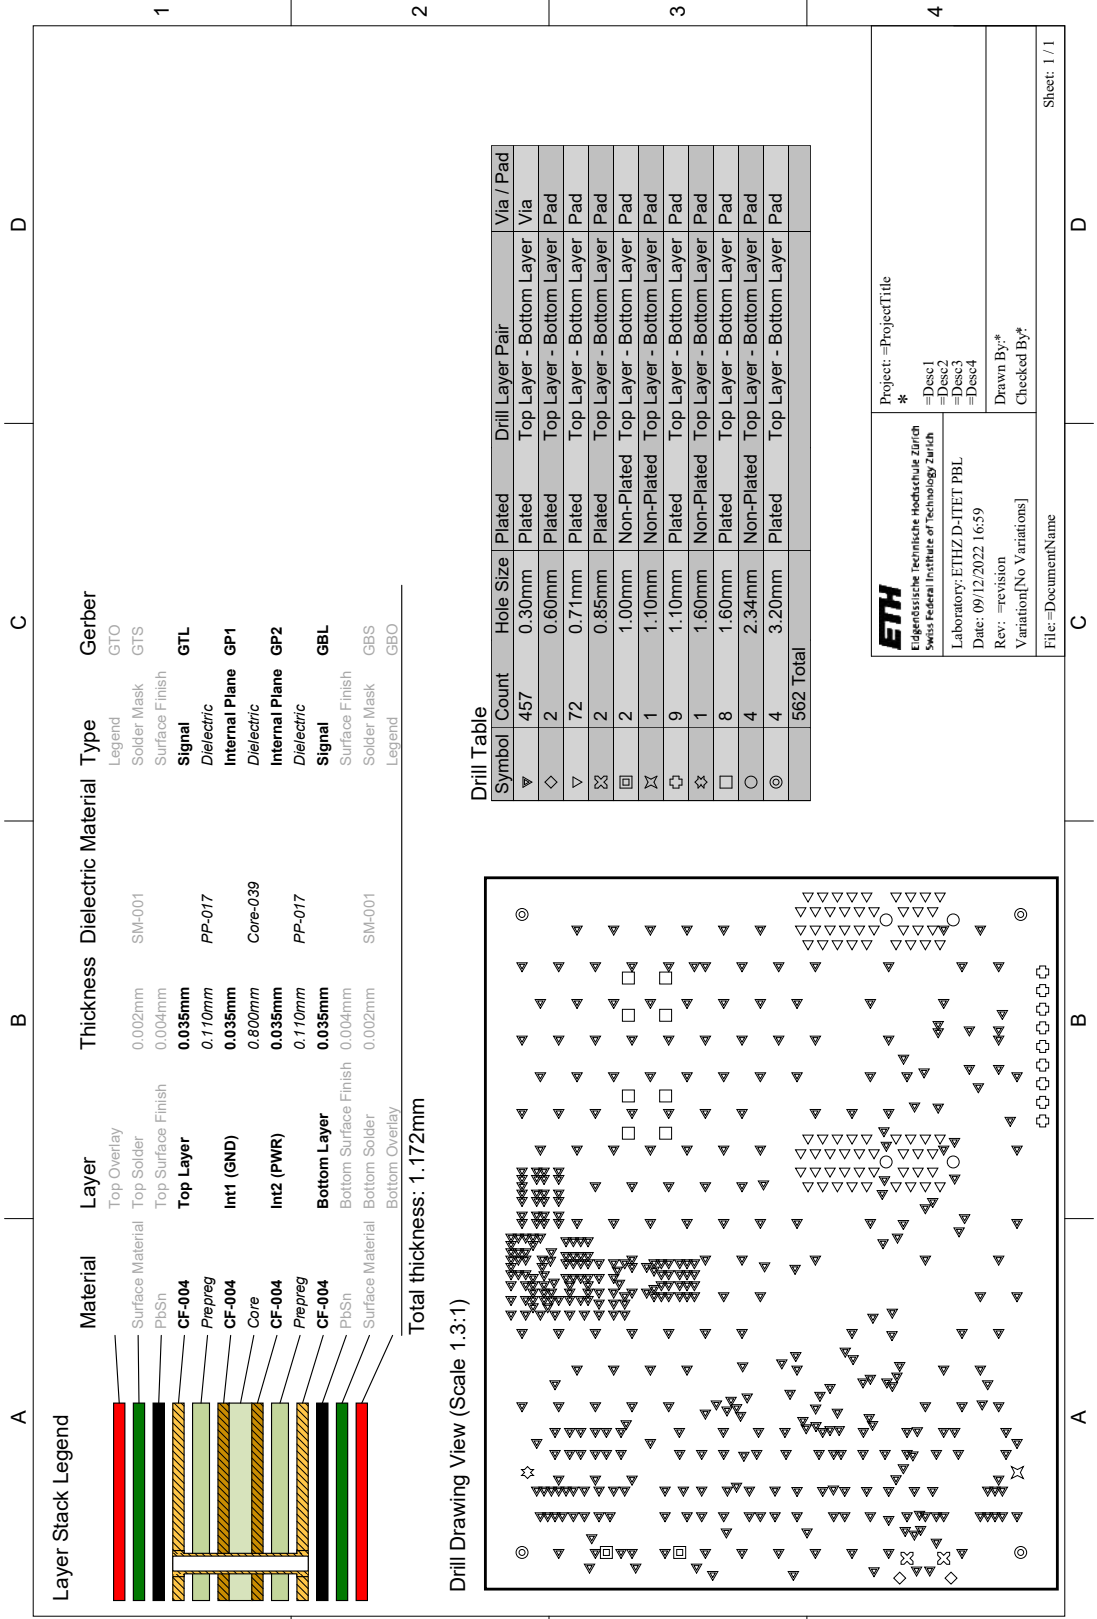 A
B
C
D
1
2
3
4
Layer Stack Legend
Material Layer Thickness Dielectric Material Type Gerber
Top Overlay Legend GTO
Surface Material Top Solder 0.002mm SM-001 Solder Mask GTS
PbSn Top Surface Finish 0.004mm Surface Finish
CF-004 Top Layer 0.035mm Signal GTL
Prepreg 0.110mm PP-017 Dielectric
CF-004 Int1 (GND) 0.035mm Internal Plane GP1
Core 0.800mm Core-039 Dielectric
CF-004 Int2 (PWR) 0.035mm Internal Plane GP2
Prepreg 0.110mm PP-017 Dielectric
CF-004 Bottom Layer 0.035mm Signal GBL
PbSn Bottom Surface Finish 0.004mm Surface Finish
Surface Material Bottom Solder 0.002mm SM-001 Solder Mask GBS
Bottom Overlay Legend GBO
Total thickness: 1.172mm
Drill Drawing View (Scale 1.3:1)
Drill Table
Symbol Count Hole Size Plated Drill Layer Pair Via / Pad
457 0.30mm Plated Top Layer - Bottom Layer Via
2 0.60mm Plated Top Layer - Bottom Layer Pad
72 0.71mm Plated Top Layer - Bottom Layer Pad
2 0.85mm Plated Top Layer - Bottom Layer Pad
2 1.00mm Non-Plated Top Layer - Bottom Layer Pad
1 1.10mm Non-Plated Top Layer - Bottom Layer Pad
9 1.10mm Plated Top Layer - Bottom Layer Pad
1 1.60mm Non-Plated Top Layer - Bottom Layer Pad
8 1.60mm Plated Top Layer - Bottom Layer Pad
4 2.34mm Non-Plated Top Layer - Bottom Layer Pad
4 3.20mm Plated Top Layer - Bottom Layer Pad
562 Total
ETH
Eidgenössische Technische Hochschule Zürich
Swiss Federal Institute of Technology Zurich
Laboratory: ETHZ D-ITET PBL
Date: 09/12/2022 16:59
Rev: =revision
Variation[No Variations]
File:=DocumentName
Project: =ProjectTitle
*
=Desc1
=Desc2
=Desc3
=Desc4
Drawn By:*
Checked By*:
Sheet: 1 / 1
A
B
C
D